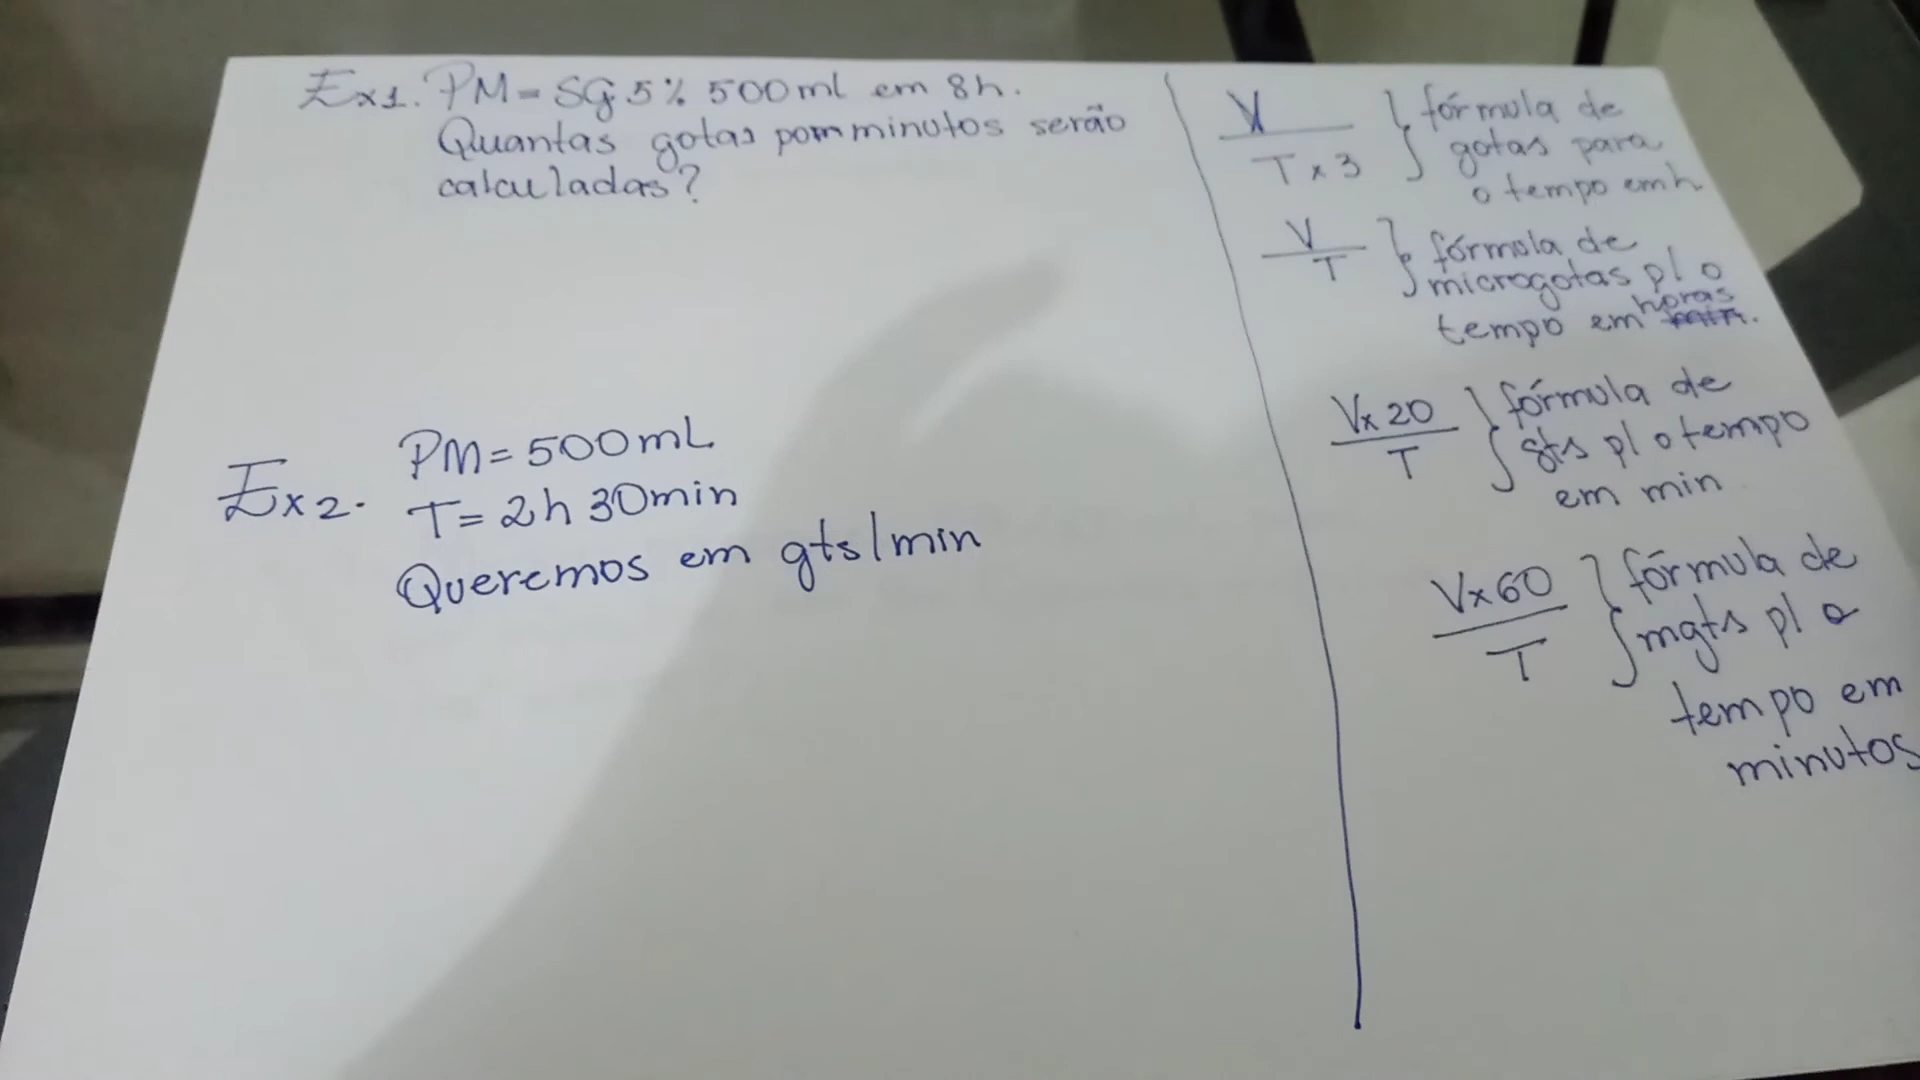 Ex1. PM = SG 5% 500ml em 8h.
Quantas gotas por minutos serão
calculadas?
Ex2. PM = 500mL
T = 2h 30min
Queremos em gts/min
V
T x 3
} fórmula de
gotas para
o tempo em h
V
T
} fórmula de
microgotas p/ o
tempo em horas
Vx 20
T
} fórmula de
gts p/ o tempo
em min
Vx60
T
} fórmula de
mgts p/ o
tempo em
minutos